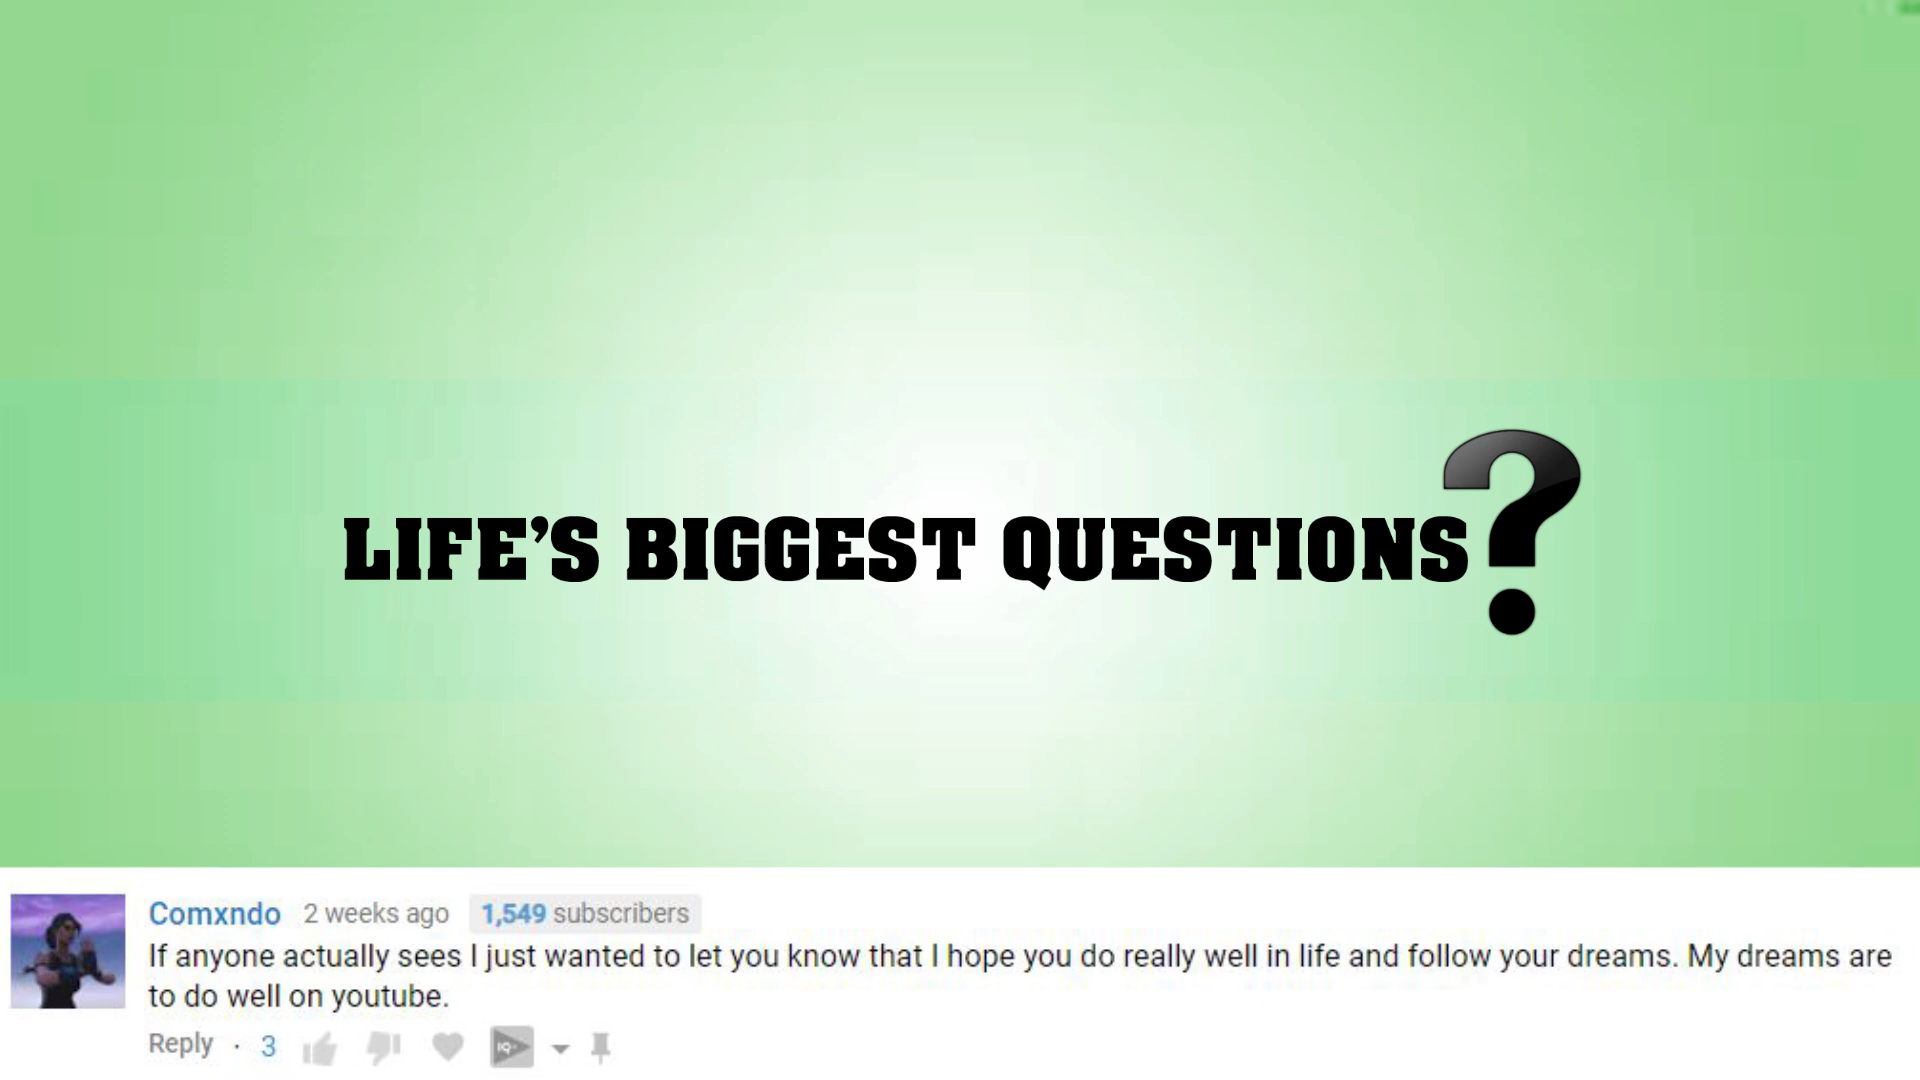 LIFE'S BIGGEST QUESTIONS?
Comxndo 2 weeks ago 1,549 subscribers
If anyone actually sees I just wanted to let you know that I hope you do really well in life and follow your dreams. My dreams are
to do well on youtube.
Reply · 3 IQ